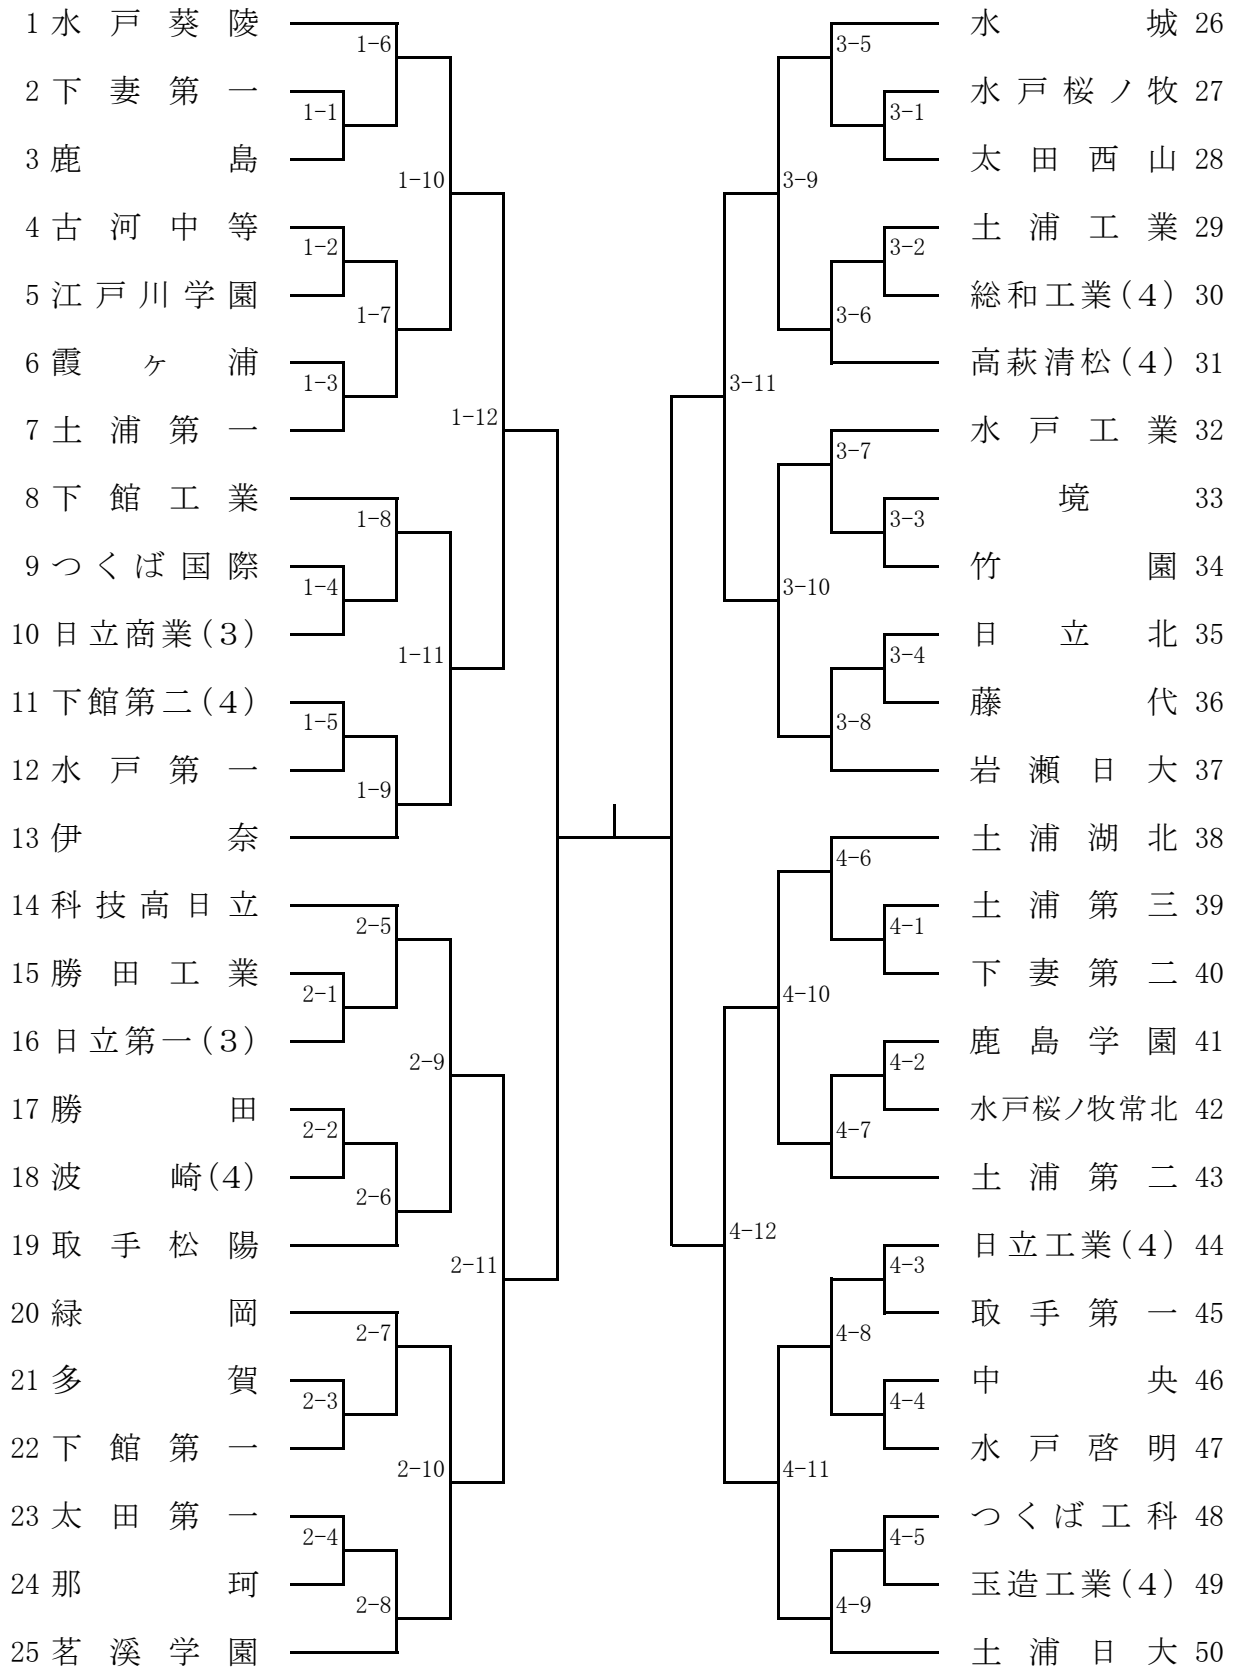 1 水戸葵陵
1-6
2 下妻第一
1-1
3 鹿島
1-10
4 古河中等
1-2
5 江戸川学園
1-7
6 霞ヶ浦
1-3
7 土浦第一
1-12
8 下館工業
1-8
9 つくば国際
1-4
10 日立商業(3)
1-11
11 下館第二(4)
1-5
12 水戸第一
1-9
13 伊奈
14 科技高日立
2-5
15 勝田工業
2-1
16 日立第一(3)
2-9
17 勝田
2-2
18 波崎(4)
2-6
19 取手松陽
2-11
20 緑岡
2-7
21 多賀
2-3
22 下館第一
2-10
23 太田第一
2-4
24 那珂
2-8
25 茗溪学園
水城 26
3-5
水戸桜ノ牧 27
3-1
太田西山 28
3-9
土浦工業 29
3-2
総和工業(4) 30
3-6
高萩清松(4) 31
3-11
水戸工業 32
3-7
境 33
3-3
竹園 34
3-10
日立北 35
3-4
藤代 36
3-8
岩瀬日大 37
土浦湖北 38
4-6
土浦第三 39
4-1
下妻第二 40
4-10
鹿島学園 41
4-2
水戸桜ノ牧常北 42
4-7
土浦第二 43
4-12
日立工業(4) 44
4-3
取手第一 45
4-8
中央 46
4-4
水戸啓明 47
4-11
つくば工科 48
4-5
玉造工業(4) 49
4-9
土浦日大 50